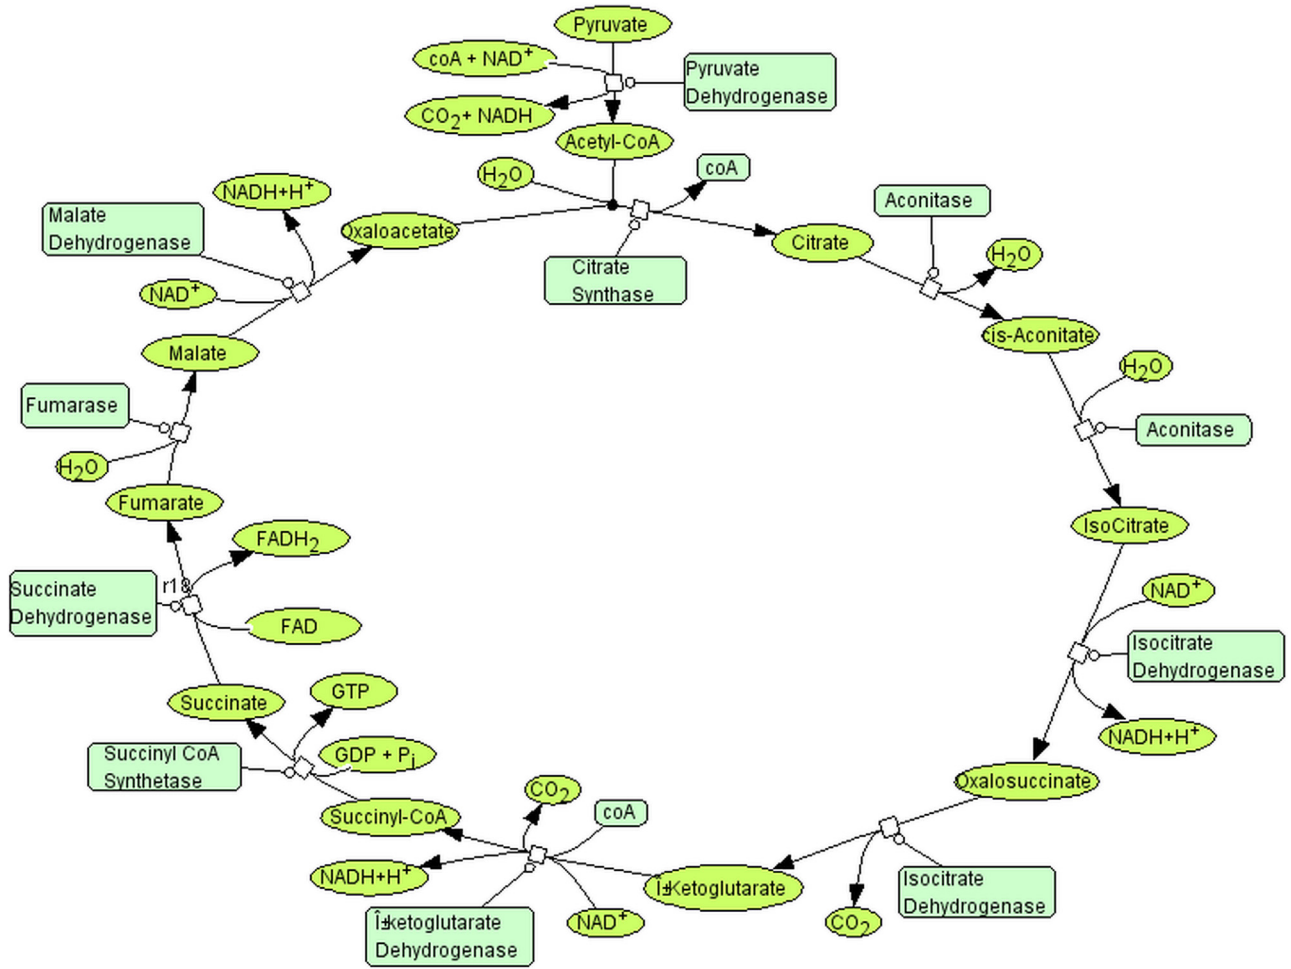 Pyruvate
coA + NAD+
Pyruvate
Dehydrogenase
CO2+ NADH
Acetyl-CoA
H2O
coA
NADH+H+
Aconitase
Malate
Dehydrogenase
Oxaloacetate
Citrate
H2O
Citrate
Synthase
NAD+
cis-Aconitate
Malate
H2O
Fumarase
Aconitase
H2O
Fumarate
IsoCitrate
FADH2
Succinate
Dehydrogenase
r18
NAD+
FAD
Isocitrate
Dehydrogenase
GTP
Succinate
NADH+H+
Succinyl CoA
Synthetase
GDP + Pi
Oxalosuccinate
CO2
coA
Succinyl-CoA
NADH+H+
αKetoglutarate
Isocitrate
Dehydrogenase
αketoglutarate
Dehydrogenase
NAD+
CO2